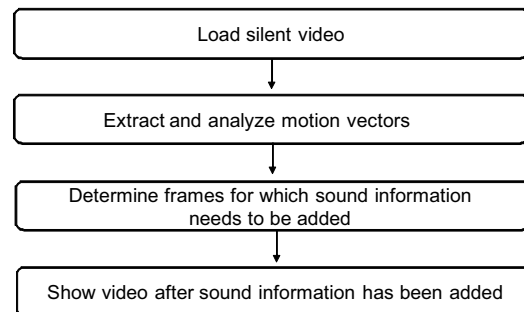 Load silent video
Extract and analyze motion vectors
Determine frames for which sound information
needs to be added
Show video after sound information has been added